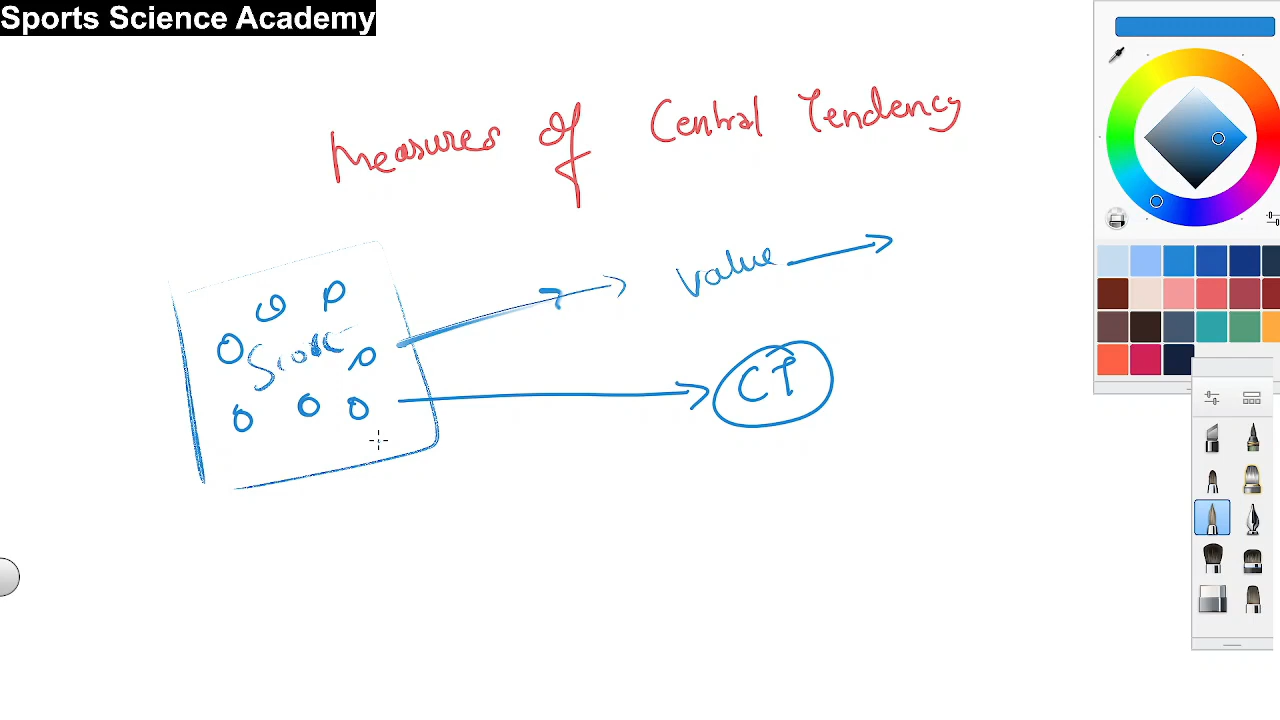 Sports Science Academy
Measures of Central Tendency
value
Score
CT